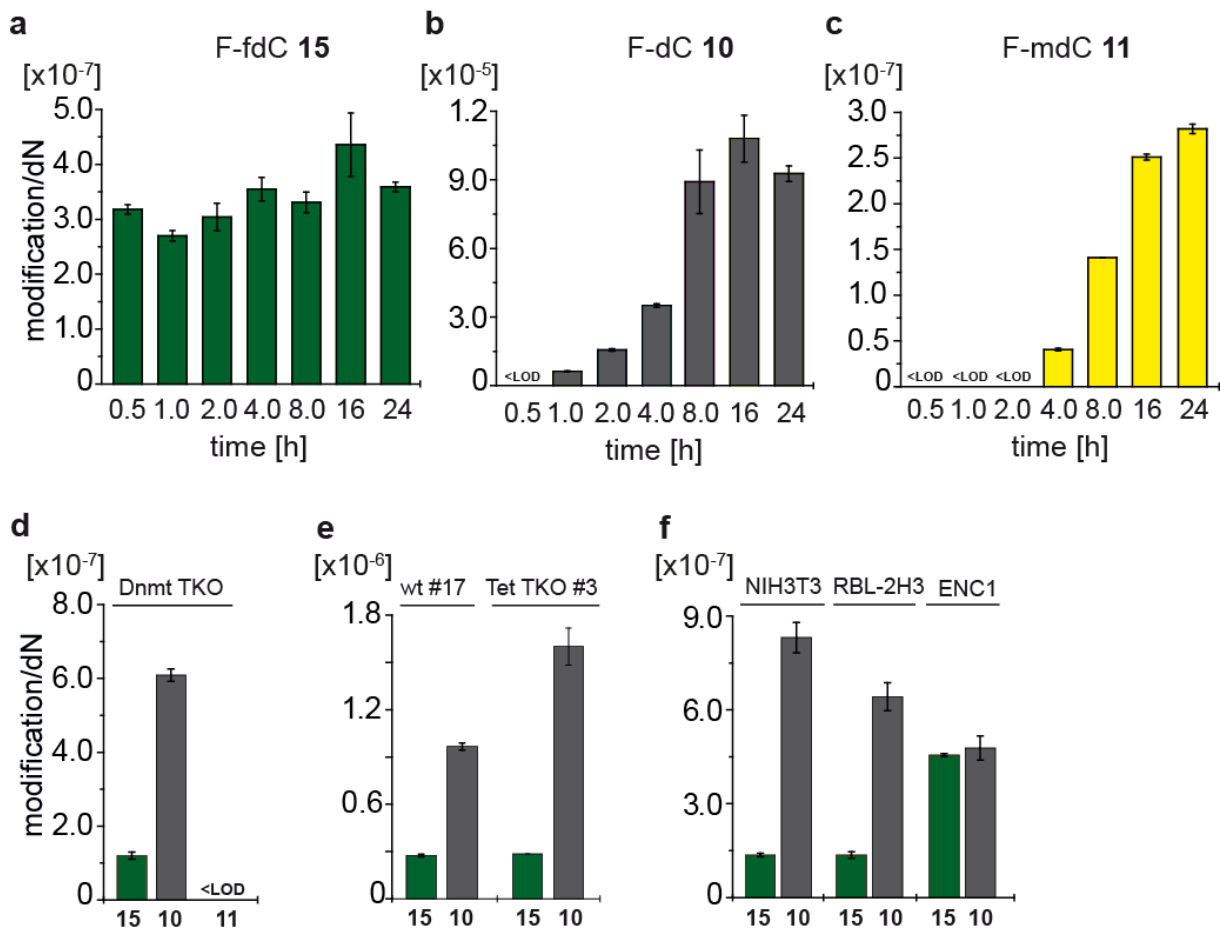 a
F-fdC 15
[x10⁻⁷]
modification/dN
5.0
4.0
3.0
2.0
1.0
0
0.5 1.0 2.0 4.0 8.0 16 24
time [h]
b
F-dC 10
[x10⁻⁵]
1.2
9.0
6.0
3.0
0
<LOD
0.5 1.0 2.0 4.0 8.0 16 24
time [h]
c
F-mdC 11
[x10⁻⁷]
3.0
2.5
2.0
1.5
1.0
0.5
0
<LOD <LOD <LOD
0.5 1.0 2.0 4.0 8.0 16 24
time [h]
d
[x10⁻⁷]
Dnmt TKO
modification/dN
8.0
6.0
4.0
2.0
0
<LOD
15 10 11
e
[x10⁻⁶]
wt #17 Tet TKO #3
1.8
1.2
0.6
0
15 10 15 10
f
[x10⁻⁷]
NIH3T3 RBL-2H3 ENC1
9.0
6.0
3.0
0
15 10 15 10 15 10